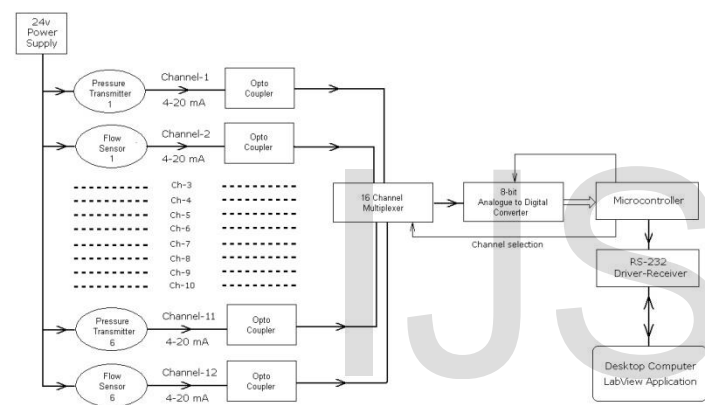 24v
Power
Supply
Pressure
Transmitter
1
Channel-1
4-20 mA
Opto
Coupler
Flow
Sensor
1
Channel-2
4-20 mA
Opto
Coupler
Ch-3
Ch-4
Ch-5
Ch-6
Ch-7
Ch-8
Ch-9
Ch-10
Pressure
Transmitter
6
Channel-11
4-20 mA
Opto
Coupler
Flow
Sensor
6
Channel-12
4-20 mA
Opto
Coupler
16 Channel
Multiplexer
8-bit
Analogue to Digital
Converter
Microcontroller
Channel selection
RS-232
Driver-Receiver
Desktop Computer
LabView Application
IJS